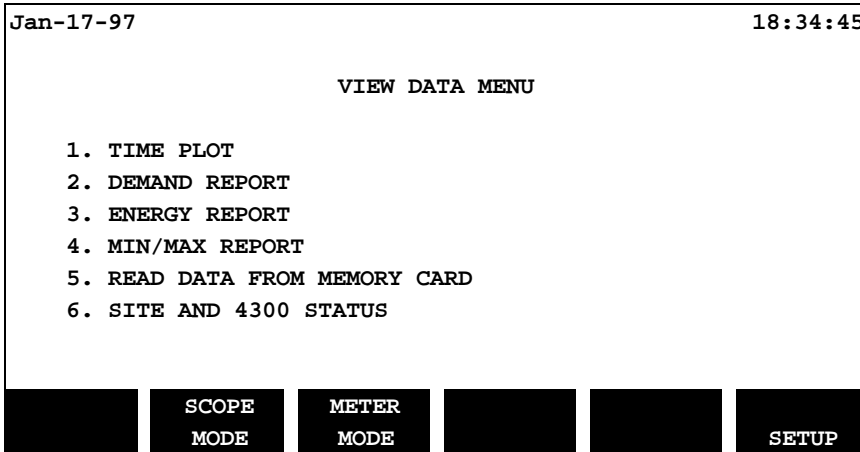 Jan-17-97 18:34:45
VIEW DATA MENU
1. TIME PLOT
2. DEMAND REPORT
3. ENERGY REPORT
4. MIN/MAX REPORT
5. READ DATA FROM MEMORY CARD
6. SITE AND 4300 STATUS
SCOPE METER
MODE MODE SETUP